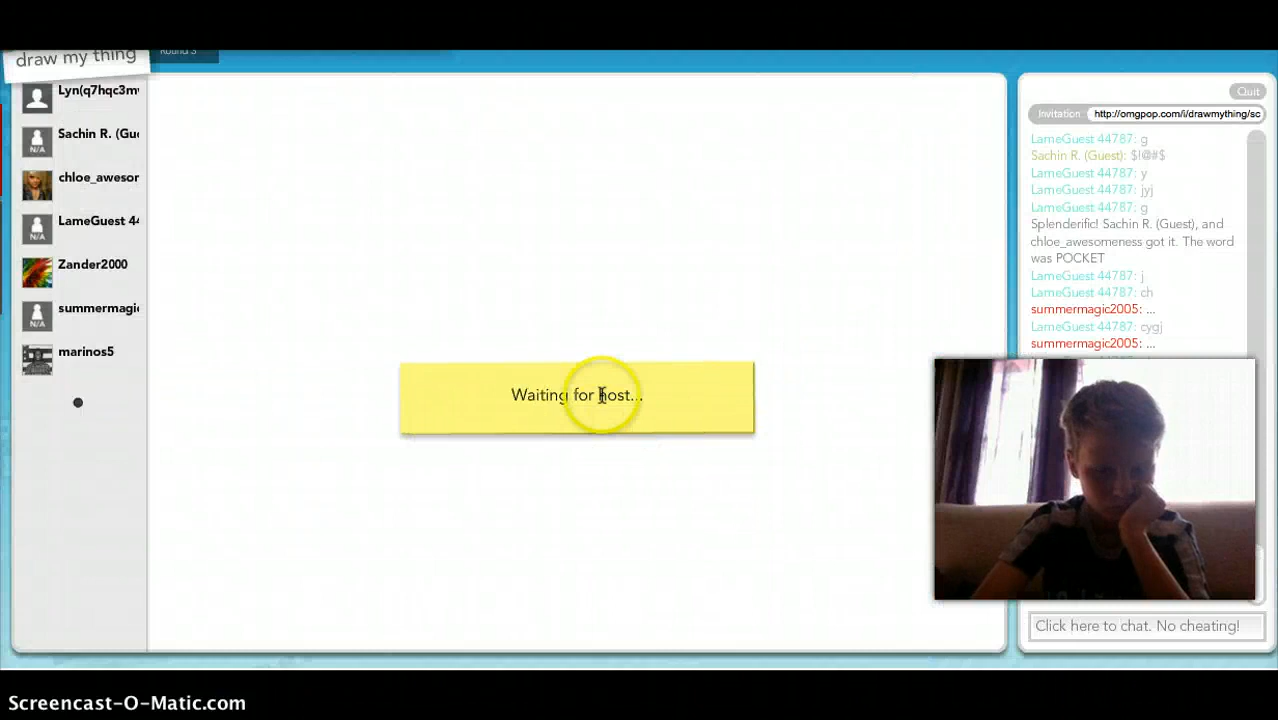 draw my thing
Round 3
Lyn(q7hqc3m
Sachin R. (Gu
chloe_awesor
LameGuest 44
Zander2000
summermagi
marinos5
N/A
N/A
N/A
Waiting for host...
Quit
Invitation: http://omgpop.com/i/drawmything/sc
LameGuest 44787: g
Sachin R. (Guest): $!@#$
LameGuest 44787: y
LameGuest 44787: jyj
LameGuest 44787: g
Splenderific! Sachin R. (Guest), and
chloe_awesomeness got it. The word
was POCKET
LameGuest 44787: j
LameGuest 44787: ch
summermagic2005: ...
LameGuest 44787: cygj
summermagic2005: ...
Click here to chat. No cheating!
Screencast-O-Matic.com